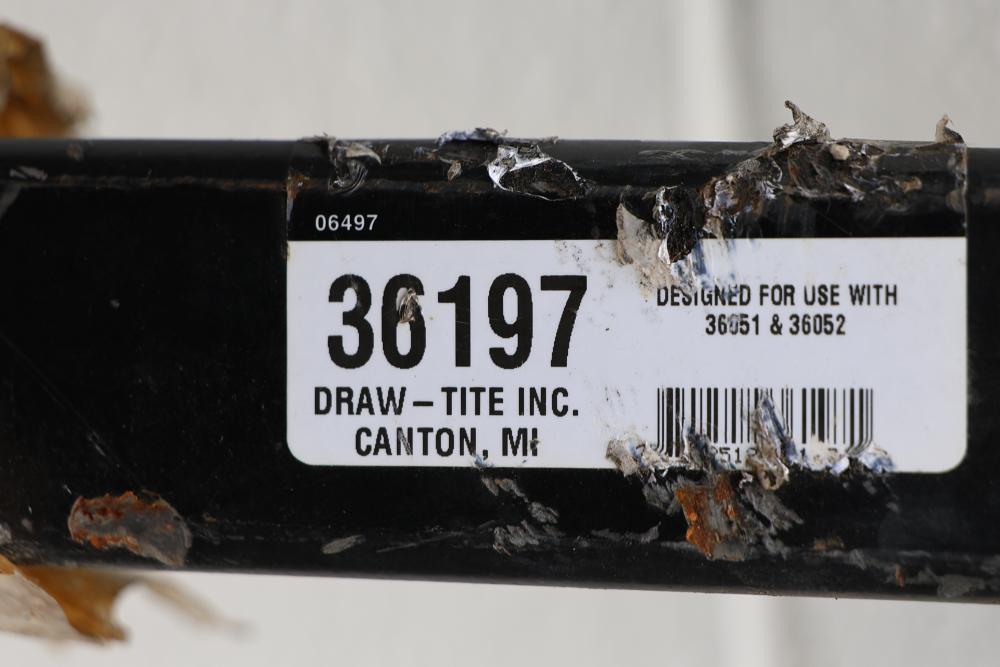 06497
36197
DRAW-TITE INC.
CANTON, MI
DESIGNED FOR USE WITH
36051 & 36052